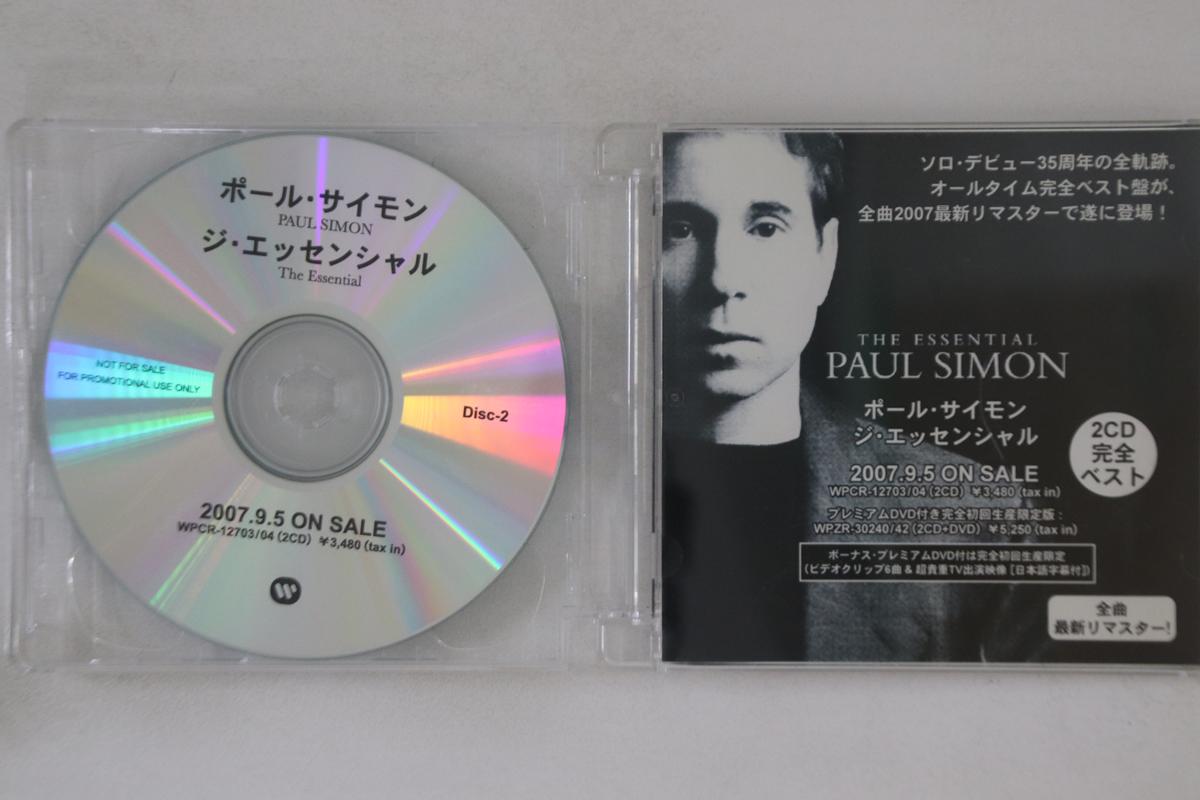 ポール・サイモン
PAUL SIMON
ジ・エッセンシャル
The Essential
NOT FOR SALE
FOR PROMOTIONAL USE ONLY
Disc-2
2007.9.5 ON SALE
WPCR-12703/04 (2CD) ¥3,480 (tax in)
ソロ・デビュー35周年の全軌跡。
オールタイム完全ベスト盤が、
全曲2007最新リマスターで遂に登場！
THE ESSENTIAL
PAUL SIMON
ポール・サイモン
ジ・エッセンシャル
2CD
完全
ベスト
2007.9.5 ON SALE
WPCR-12703/04 (2CD) ¥3,480 (tax in)
プレミアムDVD付き完全初回生産限定版：
WPZR-30240/42 (2CD+DVD) ¥5,250 (tax in)
ボーナス・プレミアムDVD付は完全初回生産限定
(ビデオクリップ6曲 & 超貴重TV出演映像 [日本語字幕付])
全曲
最新リマスター!